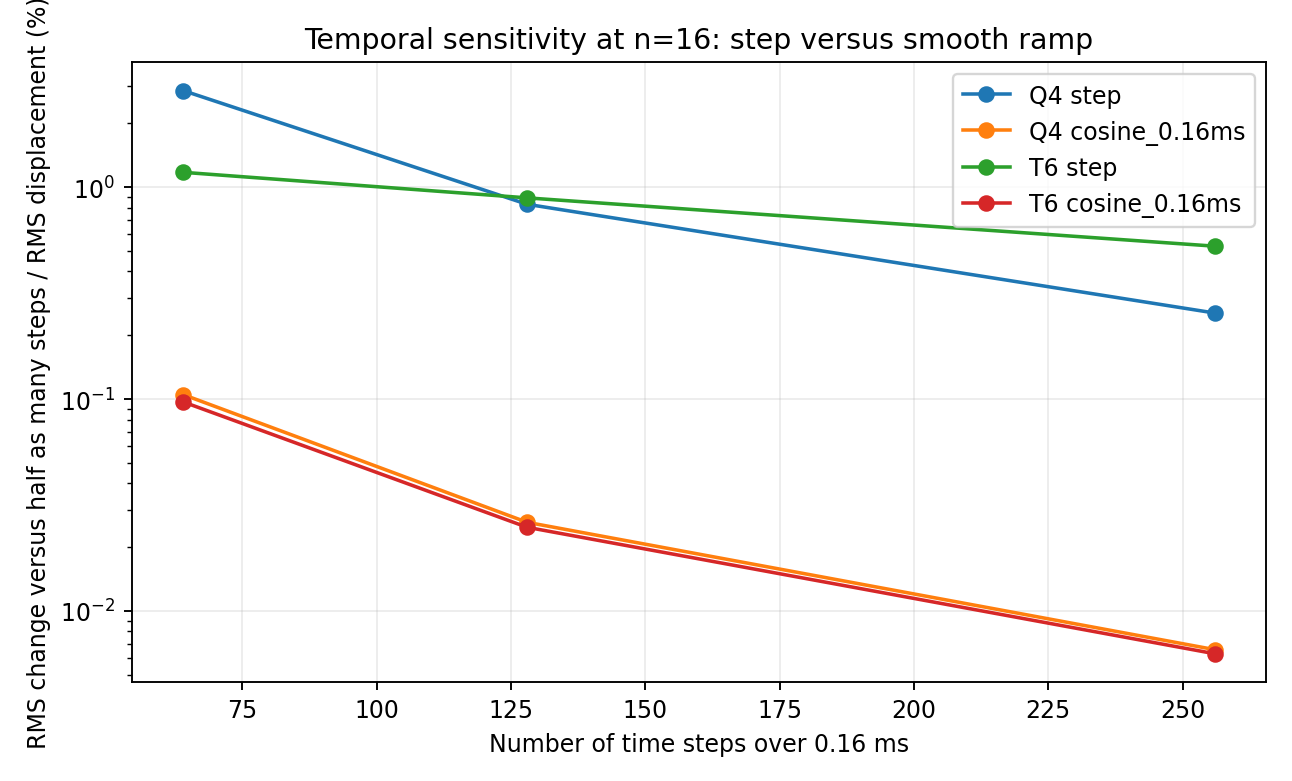 Temporal sensitivity at n=16: step versus smooth ramp
RMS change versus half as many steps / RMS displacement (%)
10⁰
10⁻¹
10⁻²
Q4 step
Q4 cosine_0.16ms
T6 step
T6 cosine_0.16ms
75 100 125 150 175 200 225 250
Number of time steps over 0.16 ms